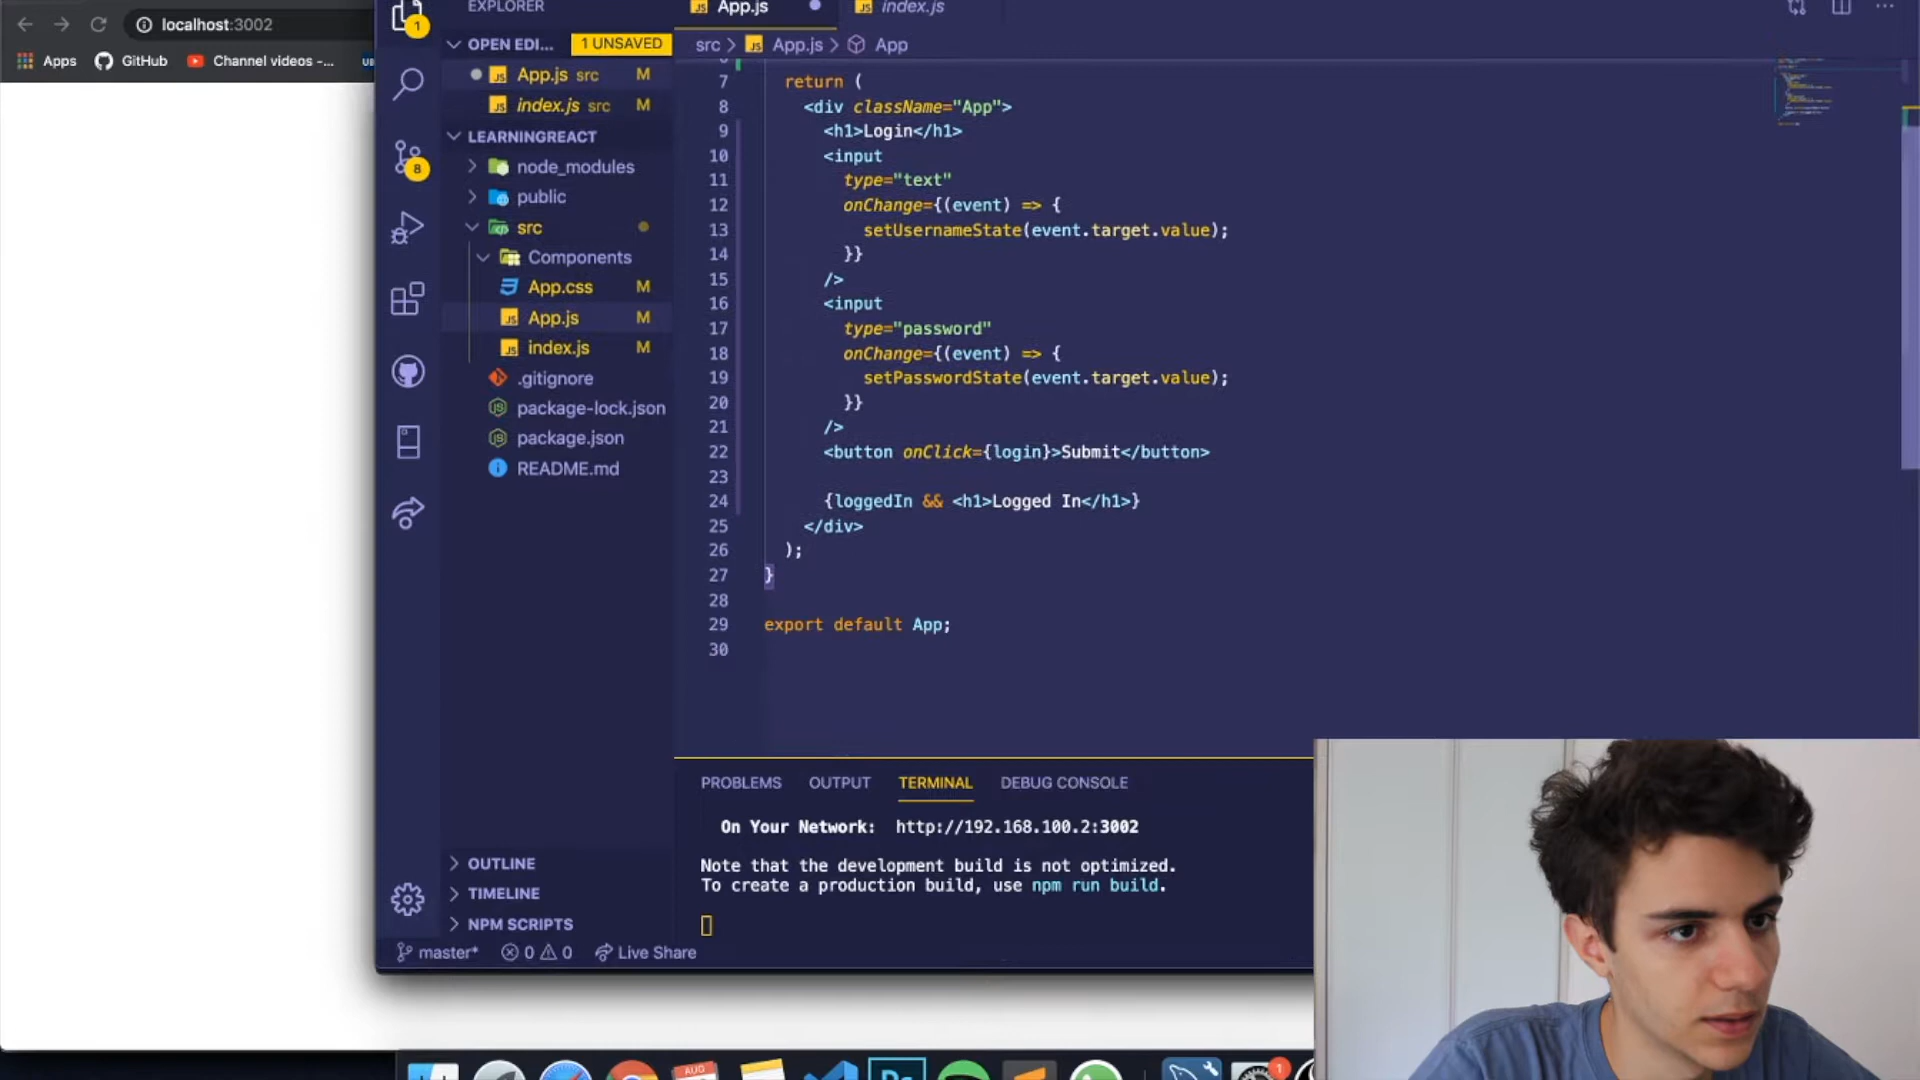 localhost:3002
Apps GitHub Channel videos -...
EXPLORER
OPEN EDI... 1 UNSAVED
App.js src M
index.js src M
LEARNINGREACT
node_modules
public
src
Components
App.css M
App.js M
index.js M
.gitignore
package-lock.json
package.json
README.md
OUTLINE
TIMELINE
NPM SCRIPTS
1
8
App.js index.js
src > App.js > App
7 return (
8 <div className="App">
9 <h1>Login</h1>
10 <input
11 type="text"
12 onChange={(event) => {
13 setUsernameState(event.target.value);
14 }}
15 />
16 <input
17 type="password"
18 onChange={(event) => {
19 setPasswordState(event.target.value);
20 }}
21 />
22 <button onClick={login}>Submit</button>
23
24 {loggedIn && <h1>Logged In</h1>}
25 </div>
26 );
27 }
28
29 export default App;
30
PROBLEMS OUTPUT TERMINAL DEBUG CONSOLE
On Your Network: http://192.168.100.2:3002
Note that the development build is not optimized.
To create a production build, use npm run build.
master* 0 0 Live Share
AUG
1